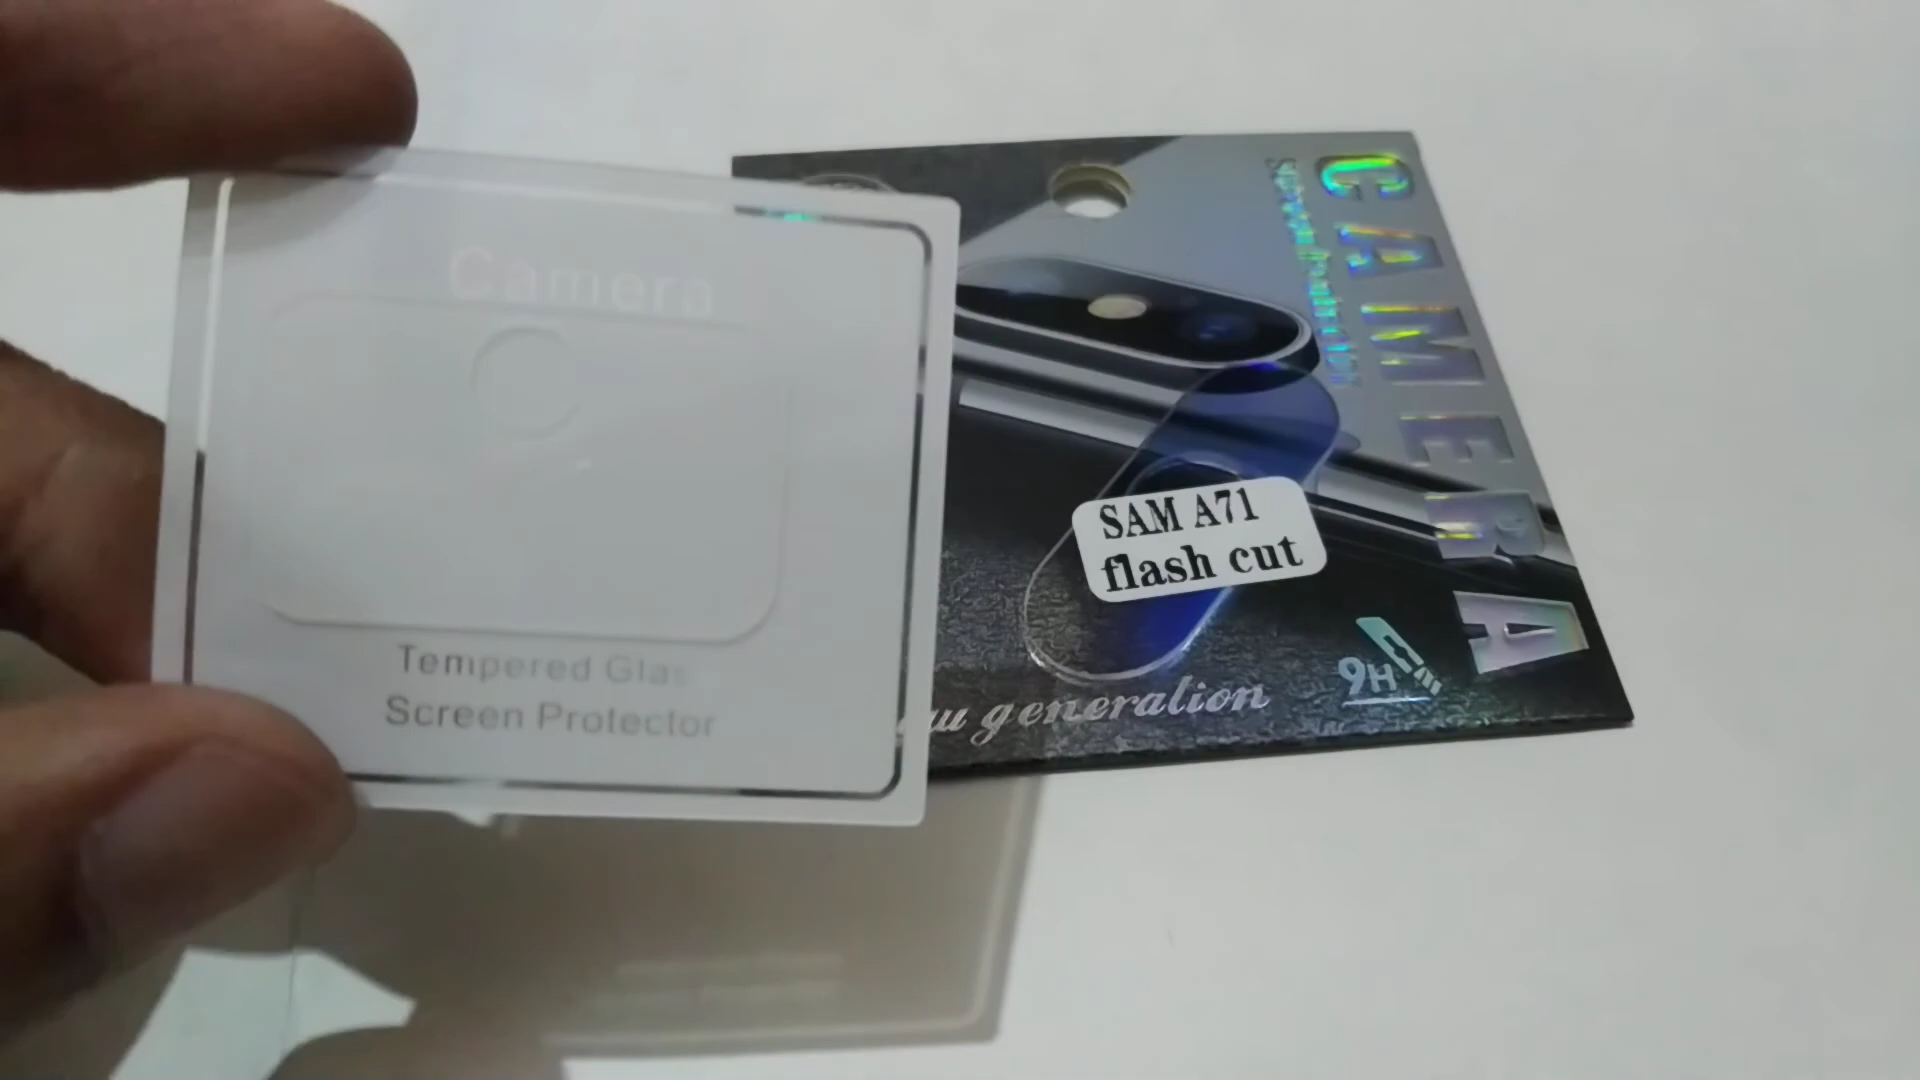 Camera
Tempered Glas
Screen Protector
CAMERA
SAM A71
flash cut
generation
9H